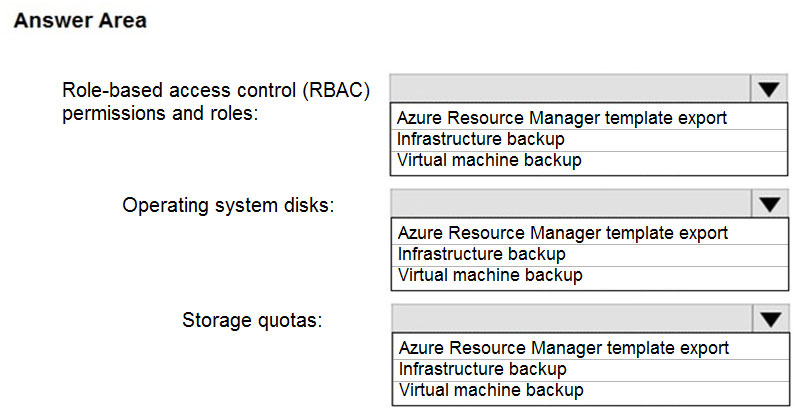 Answer Area
Role-based access control (RBAC)
permissions and roles:
Azure Resource Manager template export
Infrastructure backup
Virtual machine backup
Operating system disks:
Azure Resource Manager template export
Infrastructure backup
Virtual machine backup
Storage quotas:
Azure Resource Manager template export
Infrastructure backup
Virtual machine backup